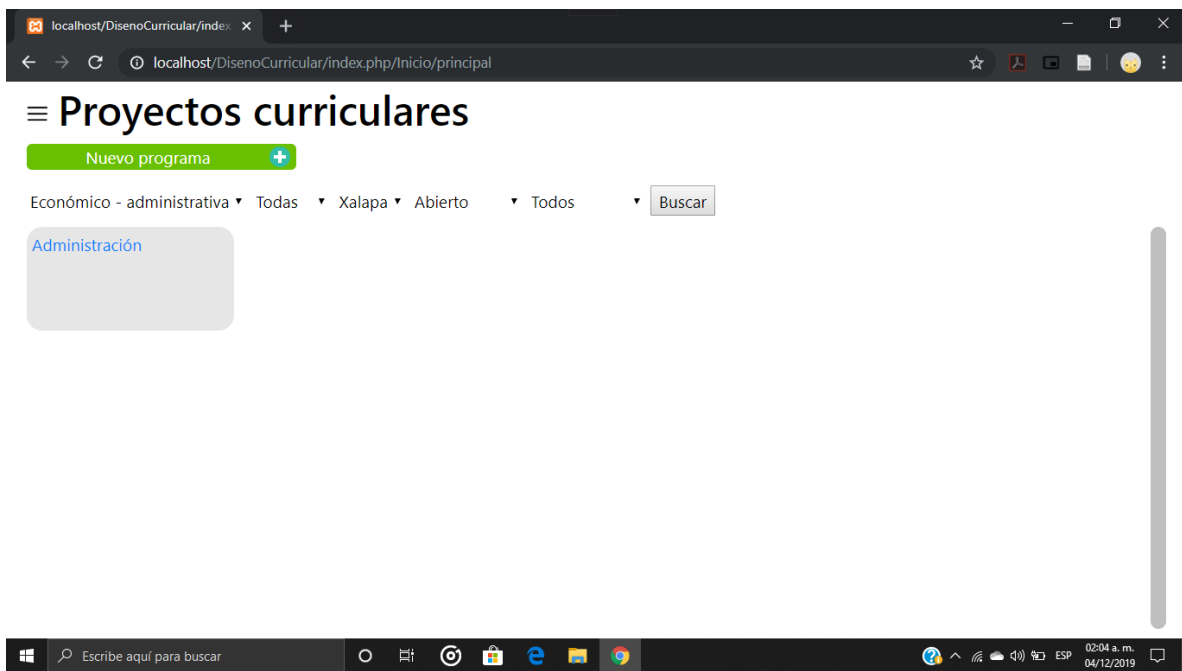 localhost/DisenoCurricular/index
localhost/DisenoCurricular/index.php/Inicio/principal
Proyectos curriculares
Nuevo programa
Económico - administrativa Todas Xalapa Abierto Todos Buscar
Administración
Escribe aquí para buscar
ESP
02:04 a. m.
04/12/2019